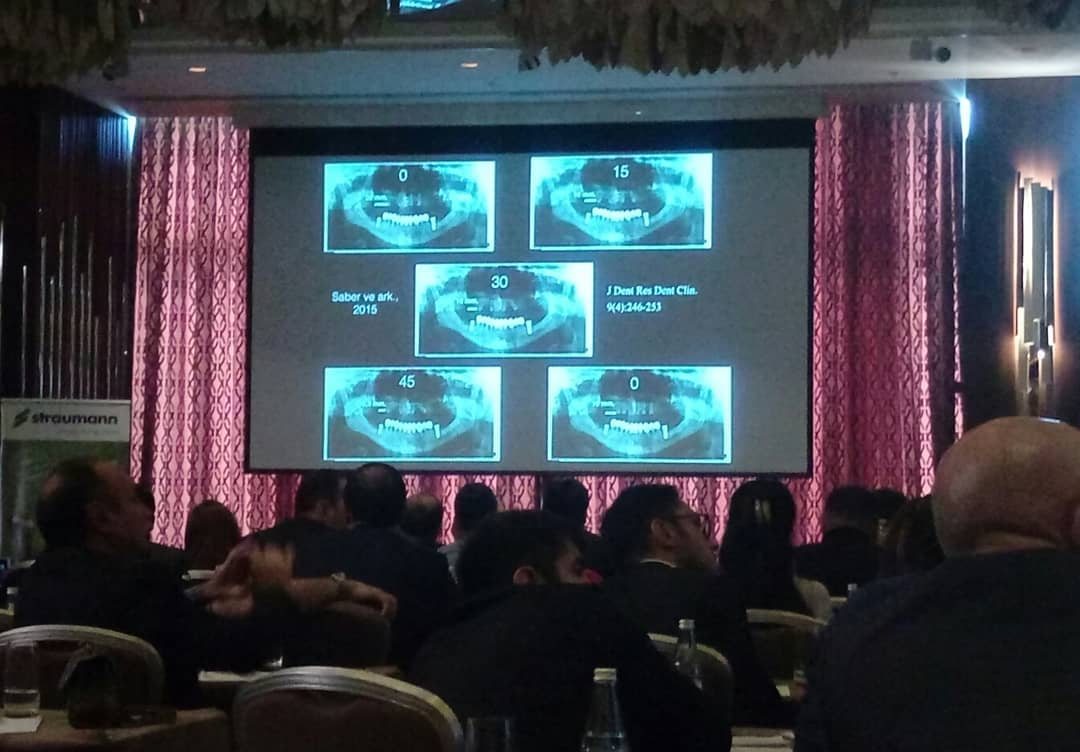 0
15
30
Saber ve ark.,
2015
J Dent Res Dent Clin.
9(4):246-253
45
0
straumann